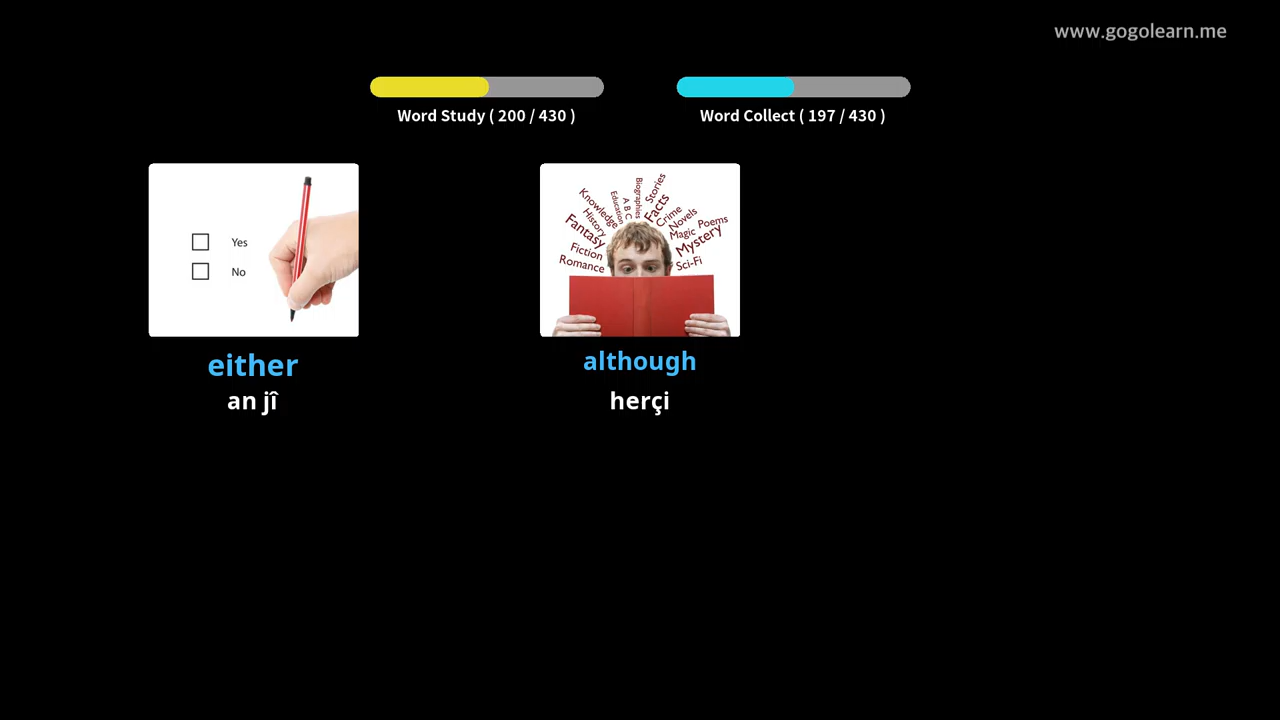 www.gogolearn.me
Word Study ( 200 / 430 )
Word Collect ( 197 / 430 )
Yes
No
Knowledge
Education
A B C
Biographies
Stories
Facts
Crime
Novels
History
Fantasy
Magic
Poems
Mystery
Fiction
Romance
Sci-Fi
either
an jî
although
herçi